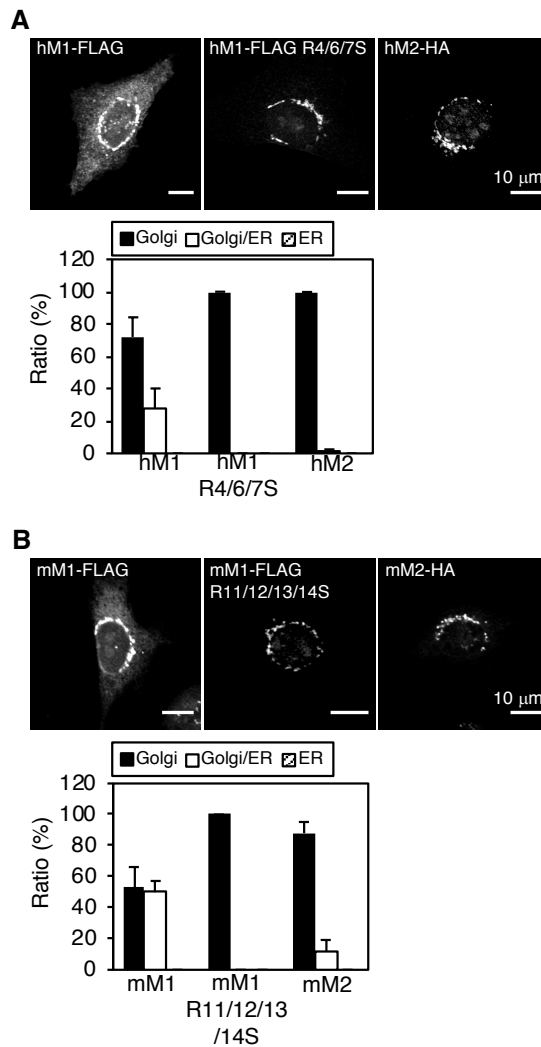 A
hM1-FLAG
hM1-FLAG R4/6/7S
hM2-HA
10 μm
Golgi Golgi/ER ER
120
100
80
60
40
20
0
Ratio (%)
hM1
hM1
R4/6/7S
hM2
B
mM1-FLAG
mM1-FLAG
R11/12/13/14S
mM2-HA
10 μm
Golgi Golgi/ER ER
120
100
80
60
40
20
0
Ratio (%)
mM1
mM1
R11/12/13
/14S
mM2